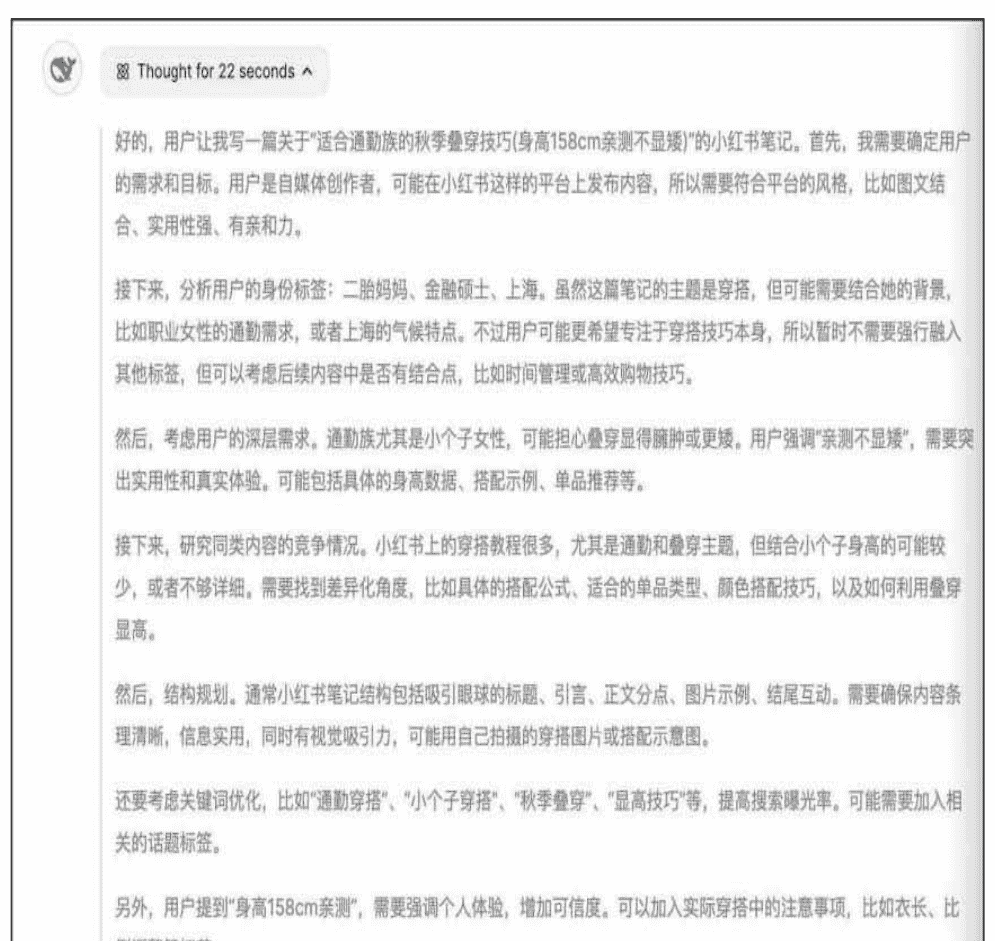 Thought for 22 seconds
好的，用户让我写一篇关于“适合通勤族的秋季叠穿技巧(身高158cm亲测不显矮)”的小红书笔记。首先，我需要确定用户
的需求和目标。用户是自媒体创作者，可能在小红书这样的平台上发布内容，所以需要符合平台的风格，比如图文结
合、实用性强、有亲和力。
接下来，分析用户的身份标签：二胎妈妈、金融硕士、上海。虽然这篇笔记的主题是穿搭，但可能需要结合她的背景，
比如职业女性的通勤需求，或者上海的气候特点。不过用户可能更希望专注于穿搭技巧本身，所以暂时不需要强行融入
其他标签，但可以考虑后续内容中是否有结合点，比如时间管理或高效购物技巧。
然后，考虑用户的深层需求。通勤族尤其是小个子女性，可能担心叠穿显得臃肿或更矮。用户强调“亲测不显矮”，需要突
出实用性和真实体验。可能包括具体的身高数据、搭配示例、单品推荐等。
接下来，研究同类内容的竞争情况。小红书上的穿搭教程很多，尤其是通勤和叠穿主题，但结合小个子身高的可能较
少，或者不够详细。需要找到差异化角度，比如具体的搭配公式、适合的单品类型、颜色搭配技巧，以及如何利用叠穿
显高。
然后，结构规划。通常小红书笔记结构包括吸引眼球的标题、引言、正文分点、图片示例、结尾互动。需要确保内容条
理清晰，信息实用，同时有视觉吸引力，可能用自己拍摄的穿搭图片或搭配示意图。
还要考虑关键词优化，比如“通勤穿搭”、“小个子穿搭”、“秋季叠穿”、“显高技巧”等，提高搜索曝光率。可能需要加入相
关的话题标签。
另外，用户提到“身高158cm亲测”，需要强调个人体验，增加可信度。可以加入实际穿搭中的注意事项，比如衣长、比